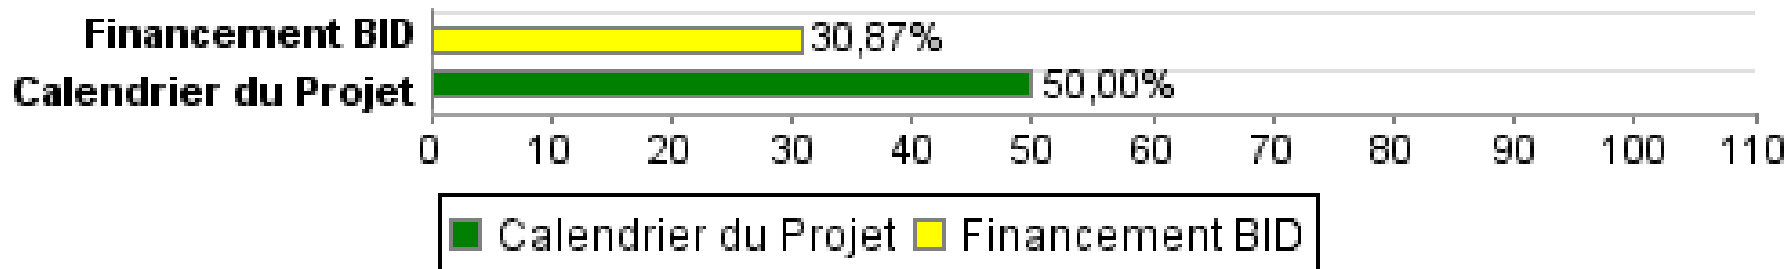 Financement BID 30,87%
Calendrier du Projet 50,00%
0 10 20 30 40 50 60 70 80 90 100 110
Calendrier du Projet Financement BID